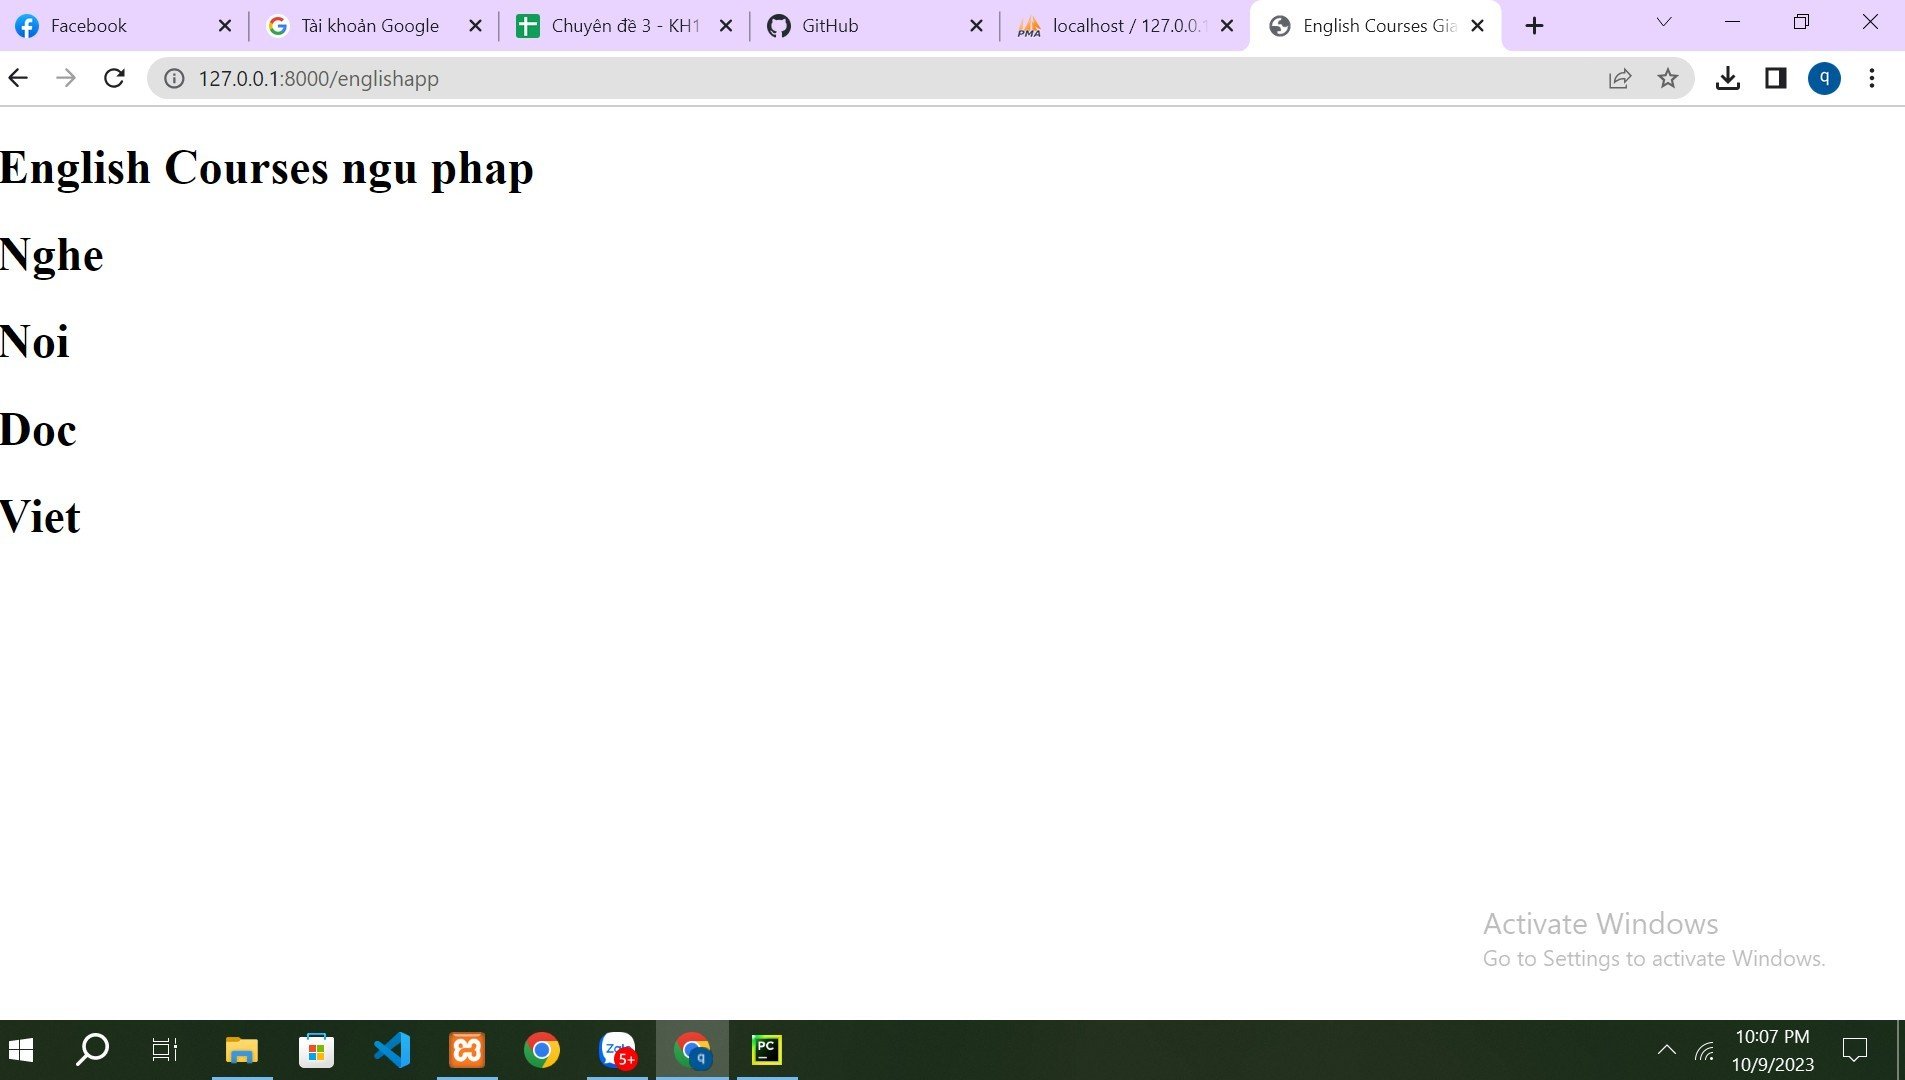 Facebook
Tài khoản Google
Chuyên đề 3 - KH1
GitHub
localhost / 127.0.0.1
English Courses Gia
127.0.0.1:8000/englishapp
q
English Courses ngu phap
Nghe
Noi
Doc
Viet
Activate Windows
Go to Settings to activate Windows.
PMA
Zalo
5+
q
PC
10:07 PM
10/9/2023